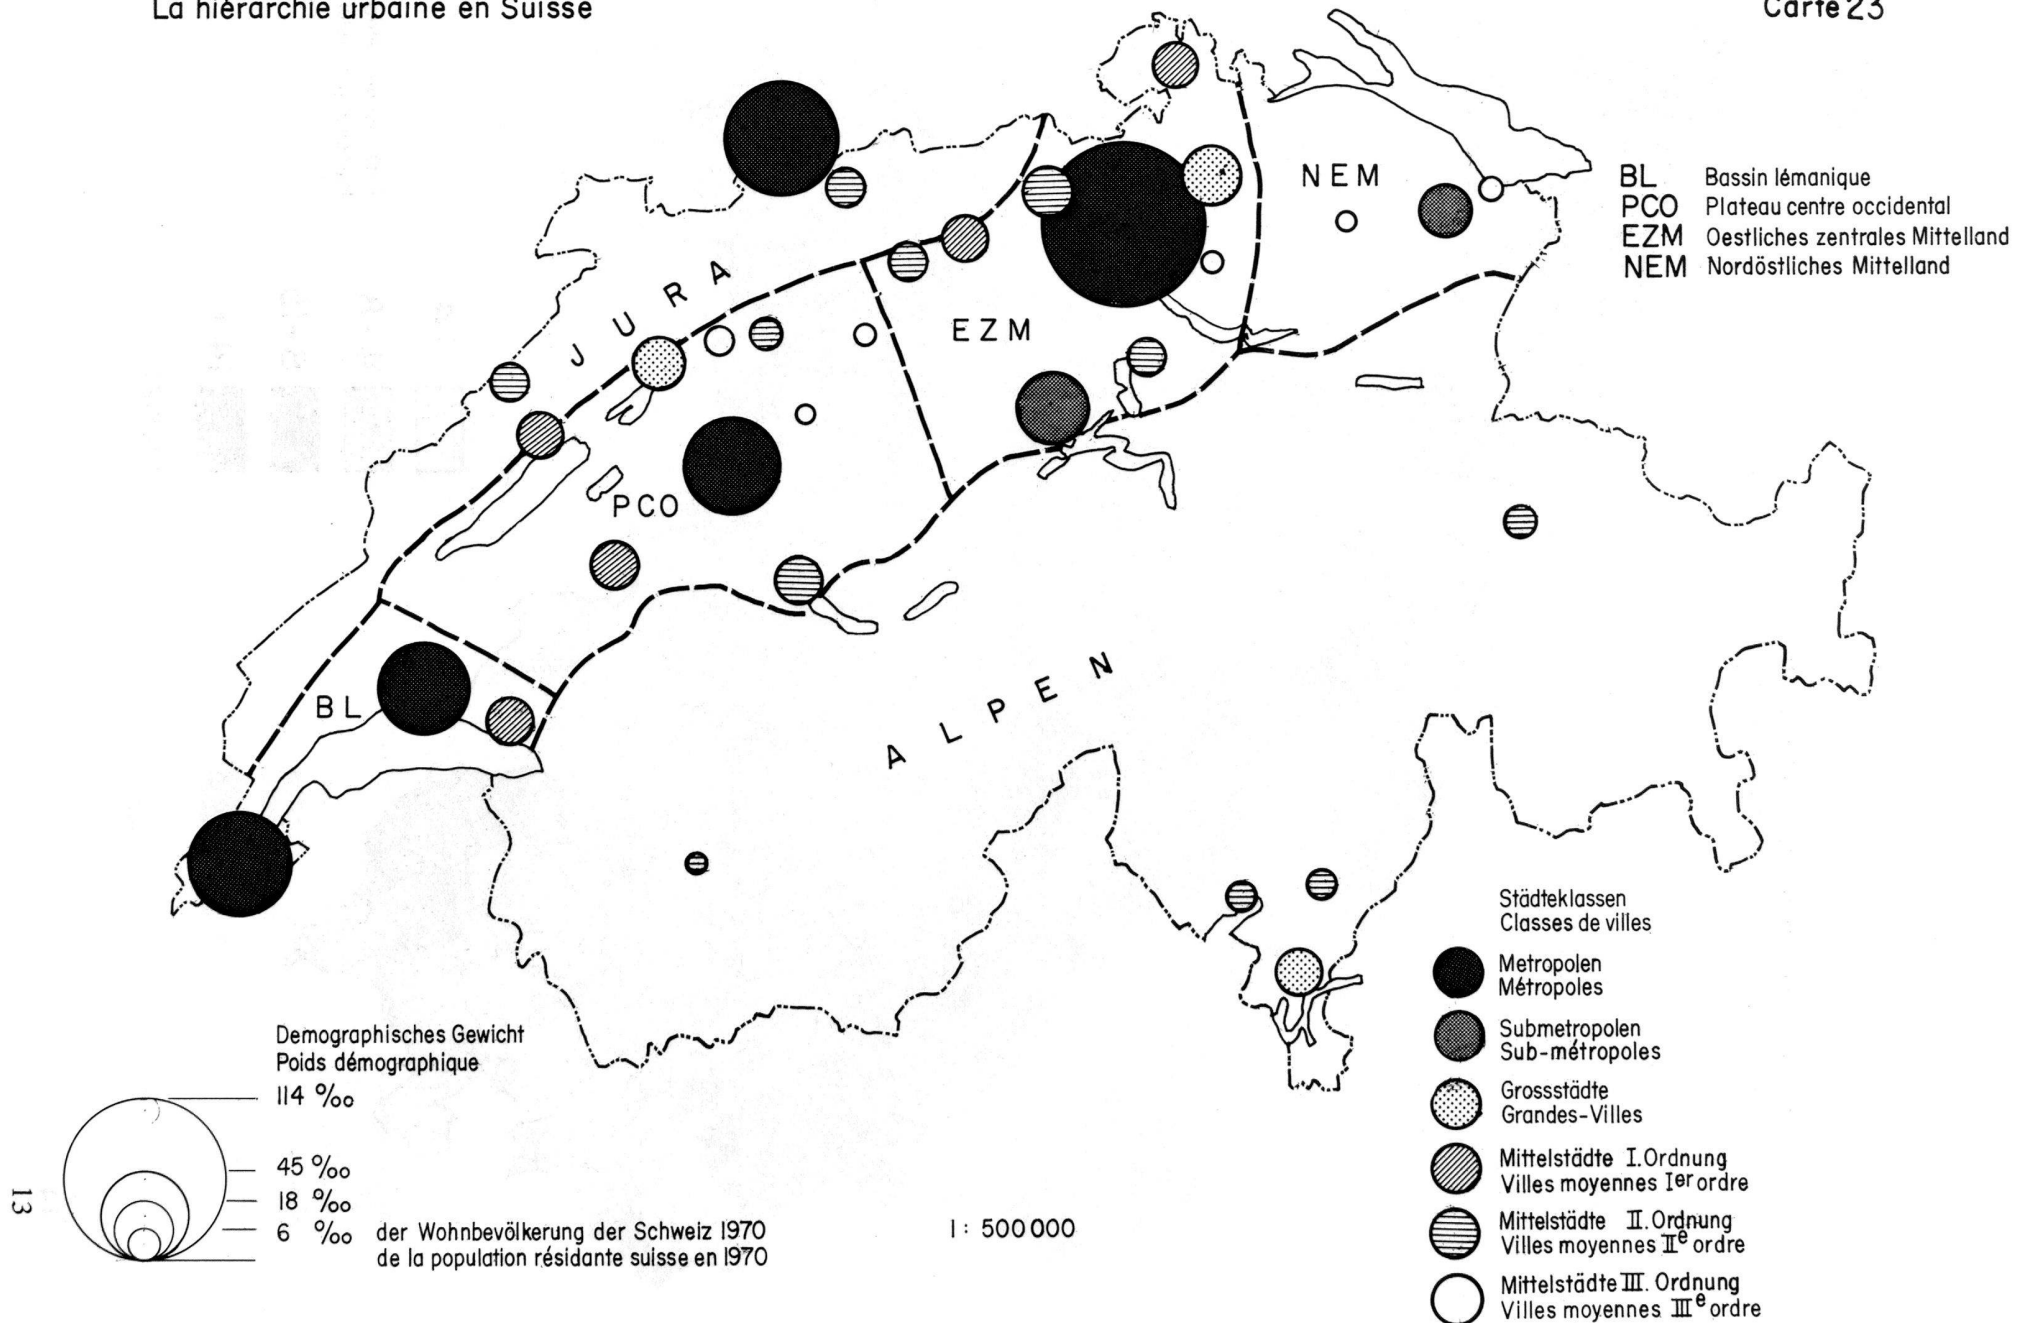 La hiérarchie urbaine en Suisse
Carte 23
NEM
BL Bassin lémanique
PCO Plateau centre occidental
EZM Oestliches zentrales Mittelland
NEM Nordöstliches Mittelland
JURA
EZM
PCO
BL
ALPEN
Städteklassen
Classes de villes
Metropolen
Métropoles
Submetropolen
Sub-métropoles
Grossstädte
Grandes-Villes
Mittelstädte I. Ordnung
Villes moyennes Ier ordre
Mittelstädte II. Ordnung
Villes moyennes IIe ordre
Mittelstädte III. Ordnung
Villes moyennes IIIe ordre
Demographisches Gewicht
Poids démographique
114 ‰
45 ‰
18 ‰
6 ‰ der Wohnbevölkerung der Schweiz 1970
de la population résidante suisse en 1970
1: 500 000
13